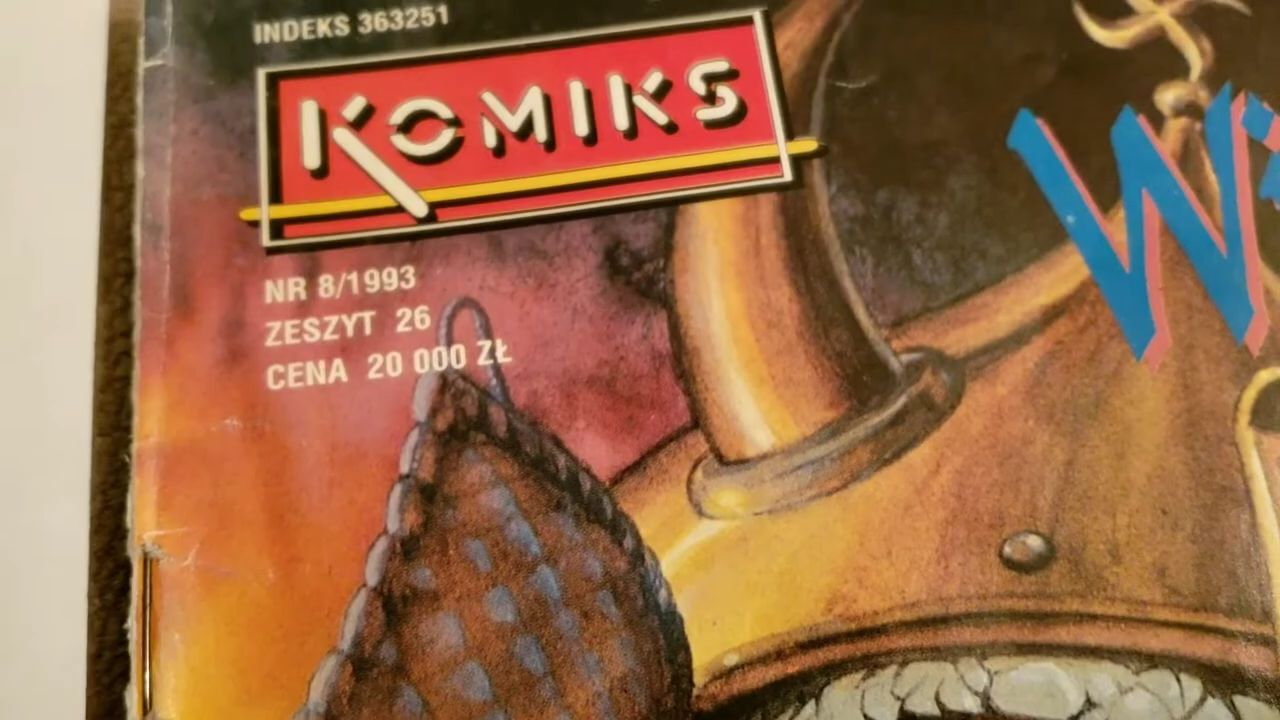 INDEKS 363251
KOMIKS
NR 8/1993
ZESZYT 26
CENA 20 000 ZŁ